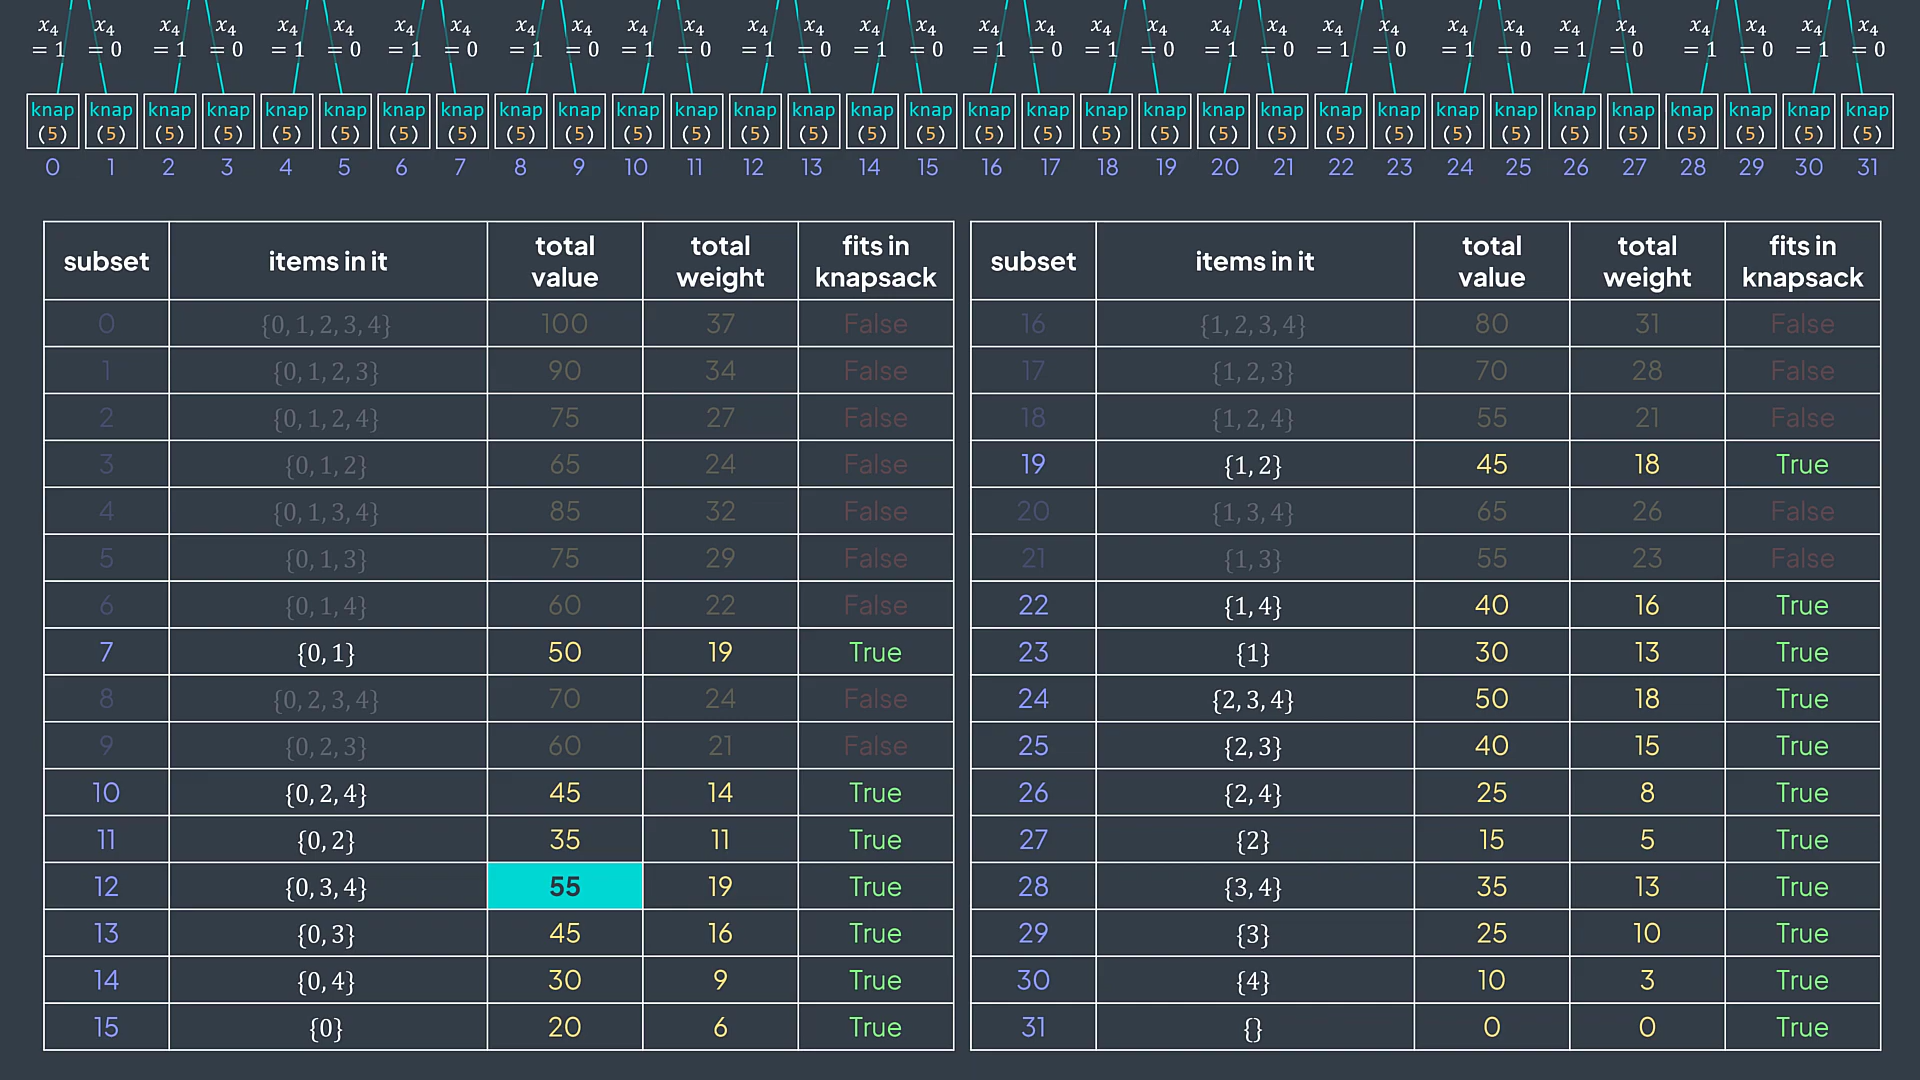 x4 =1 x4 =0 x4 =1 x4 =0 x4 =1 x4 =0 x4 =1 x4 =0 x4 =1 x4 =0 x4 =1 x4 =0 x4 =1 x4 =0 x4 =1 x4 =0 x4 =1 x4 =0 x4 =1 x4 =0 x4 =1 x4 =0 x4 =1 x4 =0 x4 =1 x4 =0 x4 =1 x4 =0 x4 =1 x4 =0 x4 =1 x4 =0
knap knap knap knap knap knap knap knap knap knap knap knap knap knap knap knap knap knap knap knap knap knap knap knap knap knap knap knap knap knap knap knap
(5) (5) (5) (5) (5) (5) (5) (5) (5) (5) (5) (5) (5) (5) (5) (5) (5) (5) (5) (5) (5) (5) (5) (5) (5) (5) (5) (5) (5) (5) (5) (5)
0 1 2 3 4 5 6 7 8 9 10 11 12 13 14 15 16 17 18 19 20 21 22 23 24 25 26 27 28 29 30 31
subset items in it total value total weight fits in knapsack
0 {0, 1, 2, 3, 4} 100 37 False
1 {0, 1, 2, 3} 90 34 False
2 {0, 1, 2, 4} 75 27 False
3 {0, 1, 2} 65 24 False
4 {0, 1, 3, 4} 85 32 False
5 {0, 1, 3} 75 29 False
6 {0, 1, 4} 60 22 False
7 {0, 1} 50 19 True
8 {0, 2, 3, 4} 70 24 False
9 {0, 2, 3} 60 21 False
10 {0, 2, 4} 45 14 True
11 {0, 2} 35 11 True
12 {0, 3, 4} 55 19 True
13 {0, 3} 45 16 True
14 {0, 4} 30 9 True
15 {0} 20 6 True
subset items in it total value total weight fits in knapsack
16 {1, 2, 3, 4} 80 31 False
17 {1, 2, 3} 70 28 False
18 {1, 2, 4} 55 21 False
19 {1, 2} 45 18 True
20 {1, 3, 4} 65 26 False
21 {1, 3} 55 23 False
22 {1, 4} 40 16 True
23 {1} 30 13 True
24 {2, 3, 4} 50 18 True
25 {2, 3} 40 15 True
26 {2, 4} 25 8 True
27 {2} 15 5 True
28 {3, 4} 35 13 True
29 {3} 25 10 True
30 {4} 10 3 True
31 {} 0 0 True